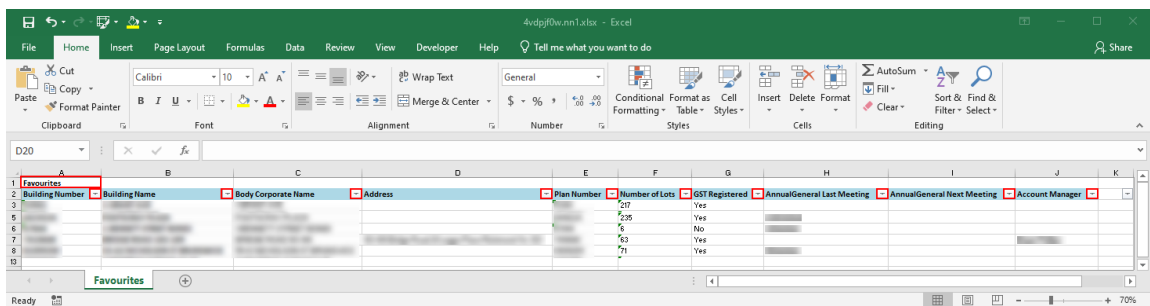 4vdpjf0w.nn1.xlsx - Excel
File Home Insert Page Layout Formulas Data Review View Developer Help Tell me what you want to do Share
Paste
Cut
Copy
Format Painter
Clipboard
Calibri 10 A A
B I U A
Font
Wrap Text
Merge & Center
Alignment
General
$ % , .0 .00 .00 .0
Number
Conditional Formatting
Format as Table
Cell Styles
Styles
Insert Delete Format
Cells
AutoSum
Fill
Clear
Sort & Filter
Find & Select
Editing
D20 fx
A B C D E F G H I J K
1 Favourites
2 Building Number Building Name Body Corporate Name Address Plan Number Number of Lots GST Registered AnnualGeneral Last Meeting AnnualGeneral Next Meeting Account Manager
3 217 Yes
5 235 Yes
6 6 No
7 63 Yes
8 71 Yes
13
Favourites
Ready 70%